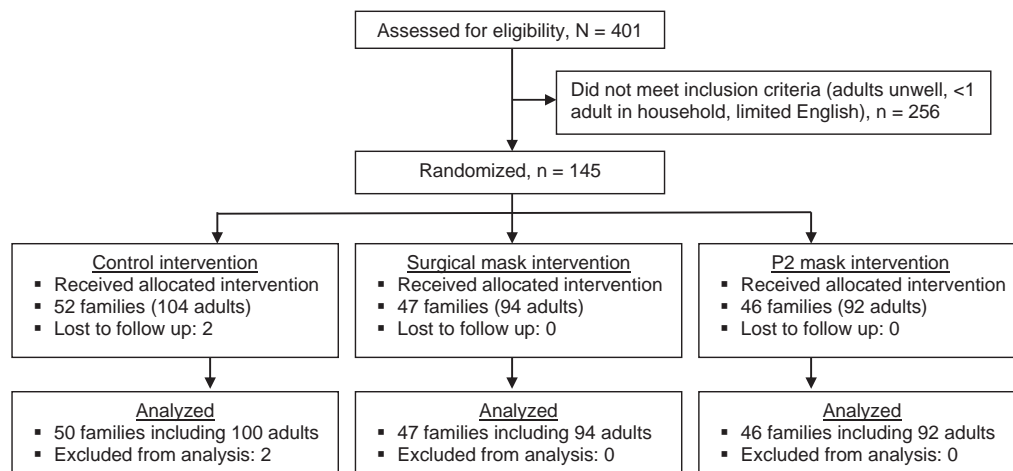 Assessed for eligibility, N = 401
Did not meet inclusion criteria (adults unwell, <1
adult in household, limited English), n = 256
Randomized, n = 145
Control intervention
▪ Received allocated intervention
▪ 52 families (104 adults)
▪ Lost to follow up: 2
Surgical mask intervention
▪ Received allocated intervention
▪ 47 families (94 adults)
▪ Lost to follow up: 0
P2 mask intervention
▪ Received allocated intervention
▪ 46 families (92 adults)
▪ Lost to follow up: 0
Analyzed
▪ 50 families including 100 adults
▪ Excluded from analysis: 2
Analyzed
▪ 47 families including 94 adults
▪ Excluded from analysis: 0
Analyzed
▪ 46 families including 92 adults
▪ Excluded from analysis: 0